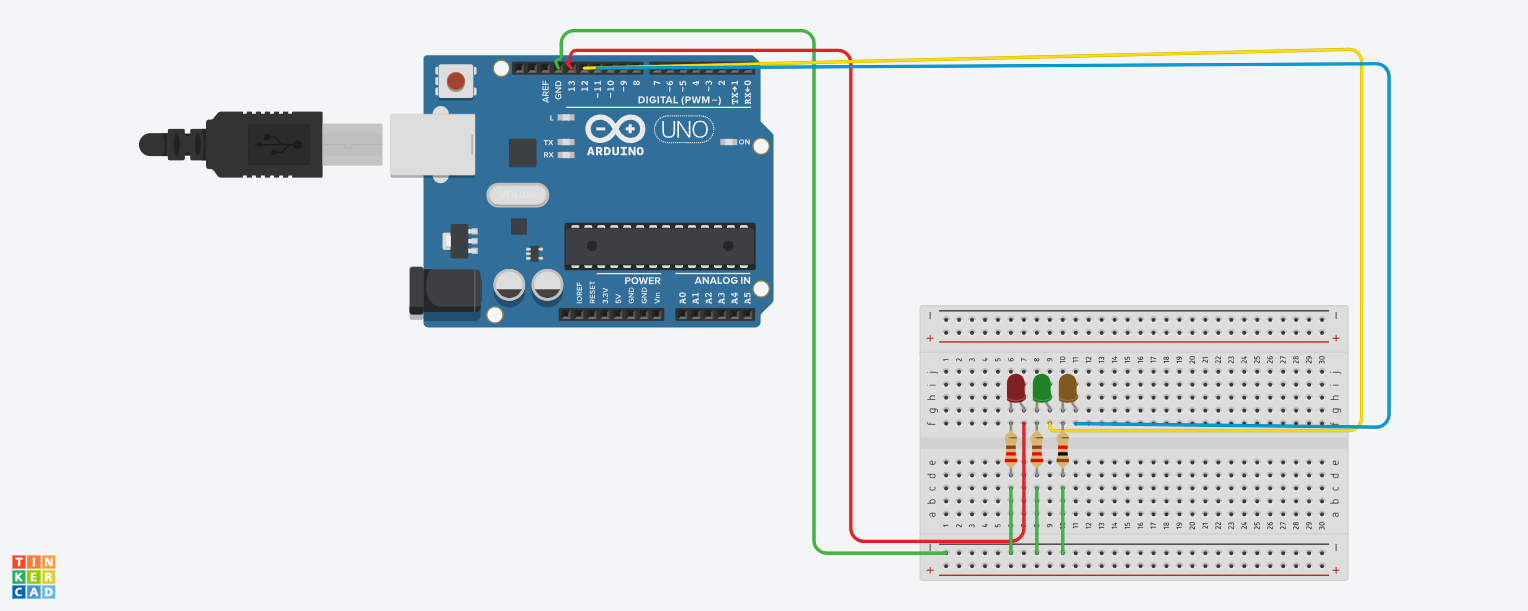 AREF
GND
13
12
~11
~10
~9
8
7
~6
~5
4
~3
2
TX→1
RX←0
DIGITAL (PWM~)
L
TX
RX
ON
UNO
ARDUINO
POWER
ANALOG IN
IOREF
RESET
3.3V
5V
GND
GND
Vin
A0
A1
A2
A3
A4
A5
1 2 3 4 5 6 7 8 9 10 11 12 13 14 15 16 17 18 19 20 21 22 23 24 25 26 27 28 29 30
j j
i i
h h
g g
f f
e e
d d
c c
b b
a a
1 2 3 4 5 6 7 8 9 10 11 12 13 14 15 16 17 18 19 20 21 22 23 24 25 26 27 28 29 30
TIN
KER
CAD